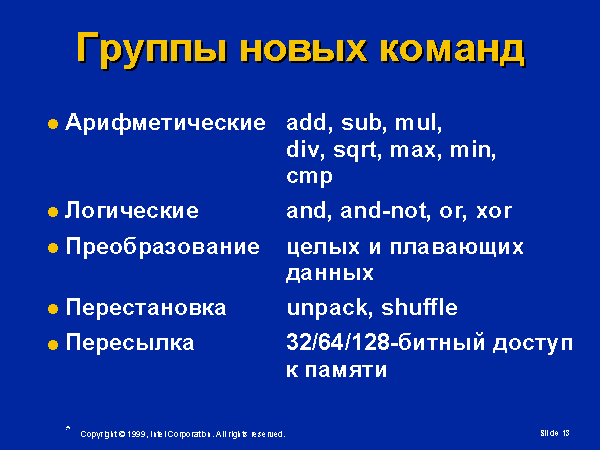 Группы новых команд
Арифметические add, sub, mul,
div, sqrt, max, min,
cmp
Логические and, and-not, or, xor
Преобразование целых и плавающих
данных
Перестановка unpack, shuffle
Пересылка 32/64/128-битный доступ
к памяти
Copyright © 1999, Intel Corporation. All rights reserved. Slide 13